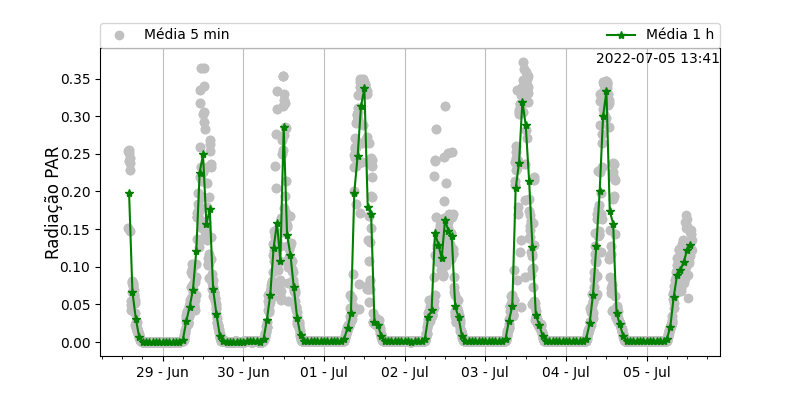 Média 5 min
Média 1 h
2022-07-05 13:41
Radiação PAR
0.35
0.30
0.25
0.20
0.15
0.10
0.05
0.00
29 - Jun
30 - Jun
01 - Jul
02 - Jul
03 - Jul
04 - Jul
05 - Jul